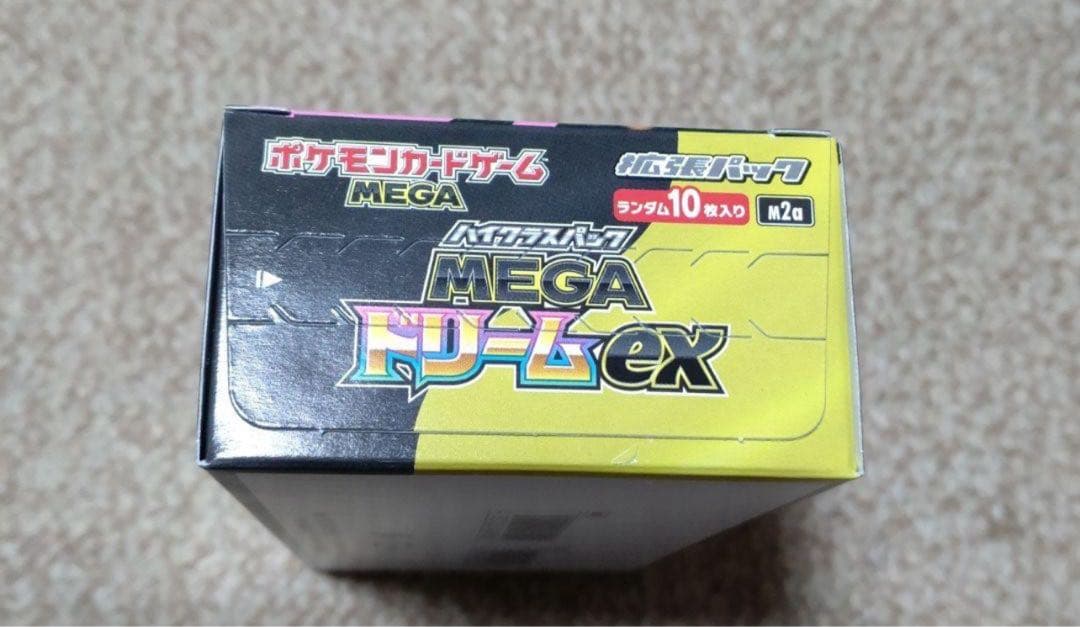 ポケモンカードゲーム
MEGA
拡張パック
ランダム10枚入り
M2a
ハイクラスパック
MEGA
ドリームex